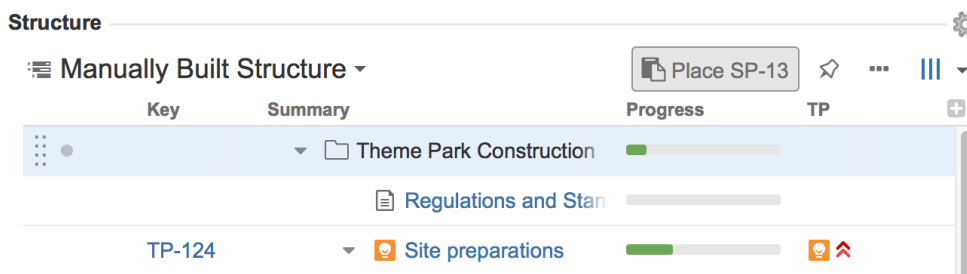 Structure
Manually Built Structure
Place SP-13
Key Summary Progress TP
Theme Park Construction
Regulations and Stan
TP-124 Site preparations